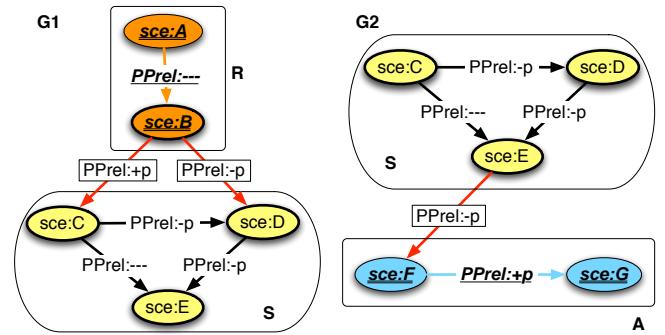 G1
sce:A
PPrel:---
R
sce:B
PPrel:+p
PPrel:-p
sce:C
PPrel:-p
sce:D
PPrel:---
PPrel:-p
sce:E
S
G2
sce:C
PPrel:-p
sce:D
PPrel:---
PPrel:-p
sce:E
S
PPrel:-p
sce:F
PPrel:+p
sce:G
A